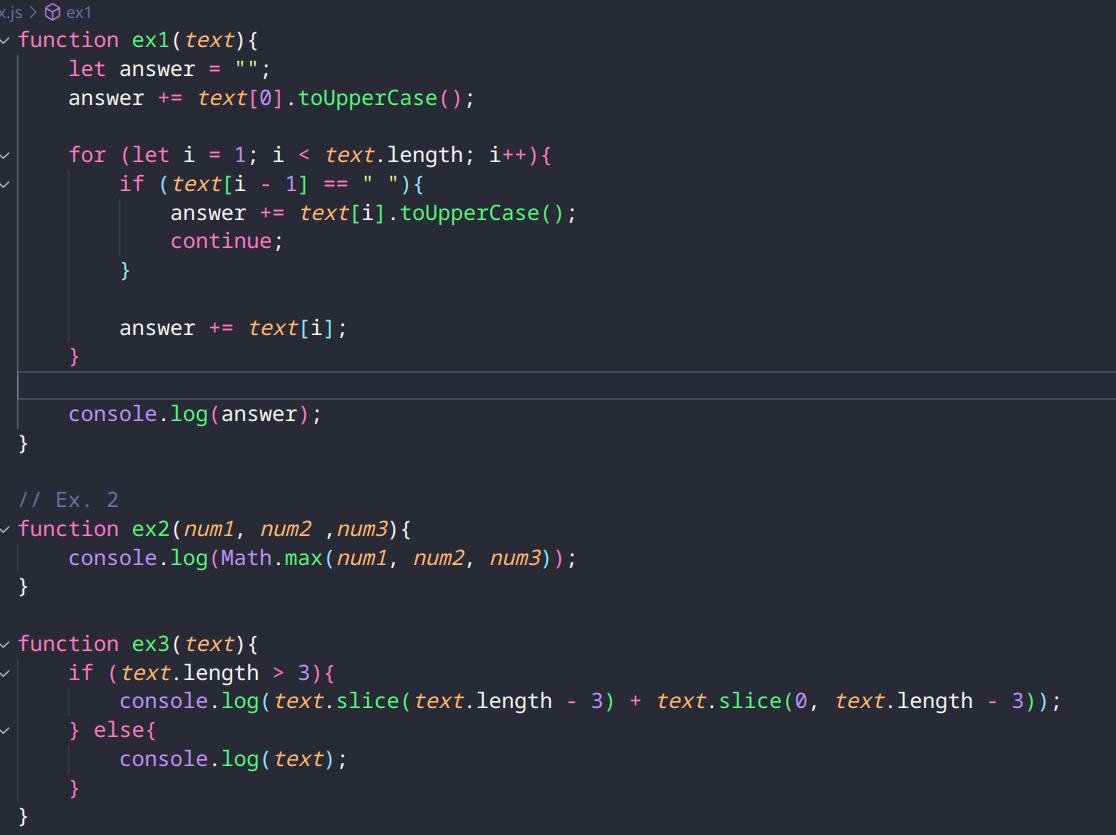 x.js > ex1
function ex1(text){
    let answer = "";
    answer += text[0].toUpperCase();

    for (let i = 1; i < text.length; i++){
        if (text[i - 1] == " "){
            answer += text[i].toUpperCase();
            continue;
        }

        answer += text[i];
    }

    console.log(answer);
}

// Ex. 2
function ex2(num1, num2 ,num3){
    console.log(Math.max(num1, num2, num3));
}

function ex3(text){
    if (text.length > 3){
        console.log(text.slice(text.length - 3) + text.slice(0, text.length - 3));
    } else{
        console.log(text);
    }
}